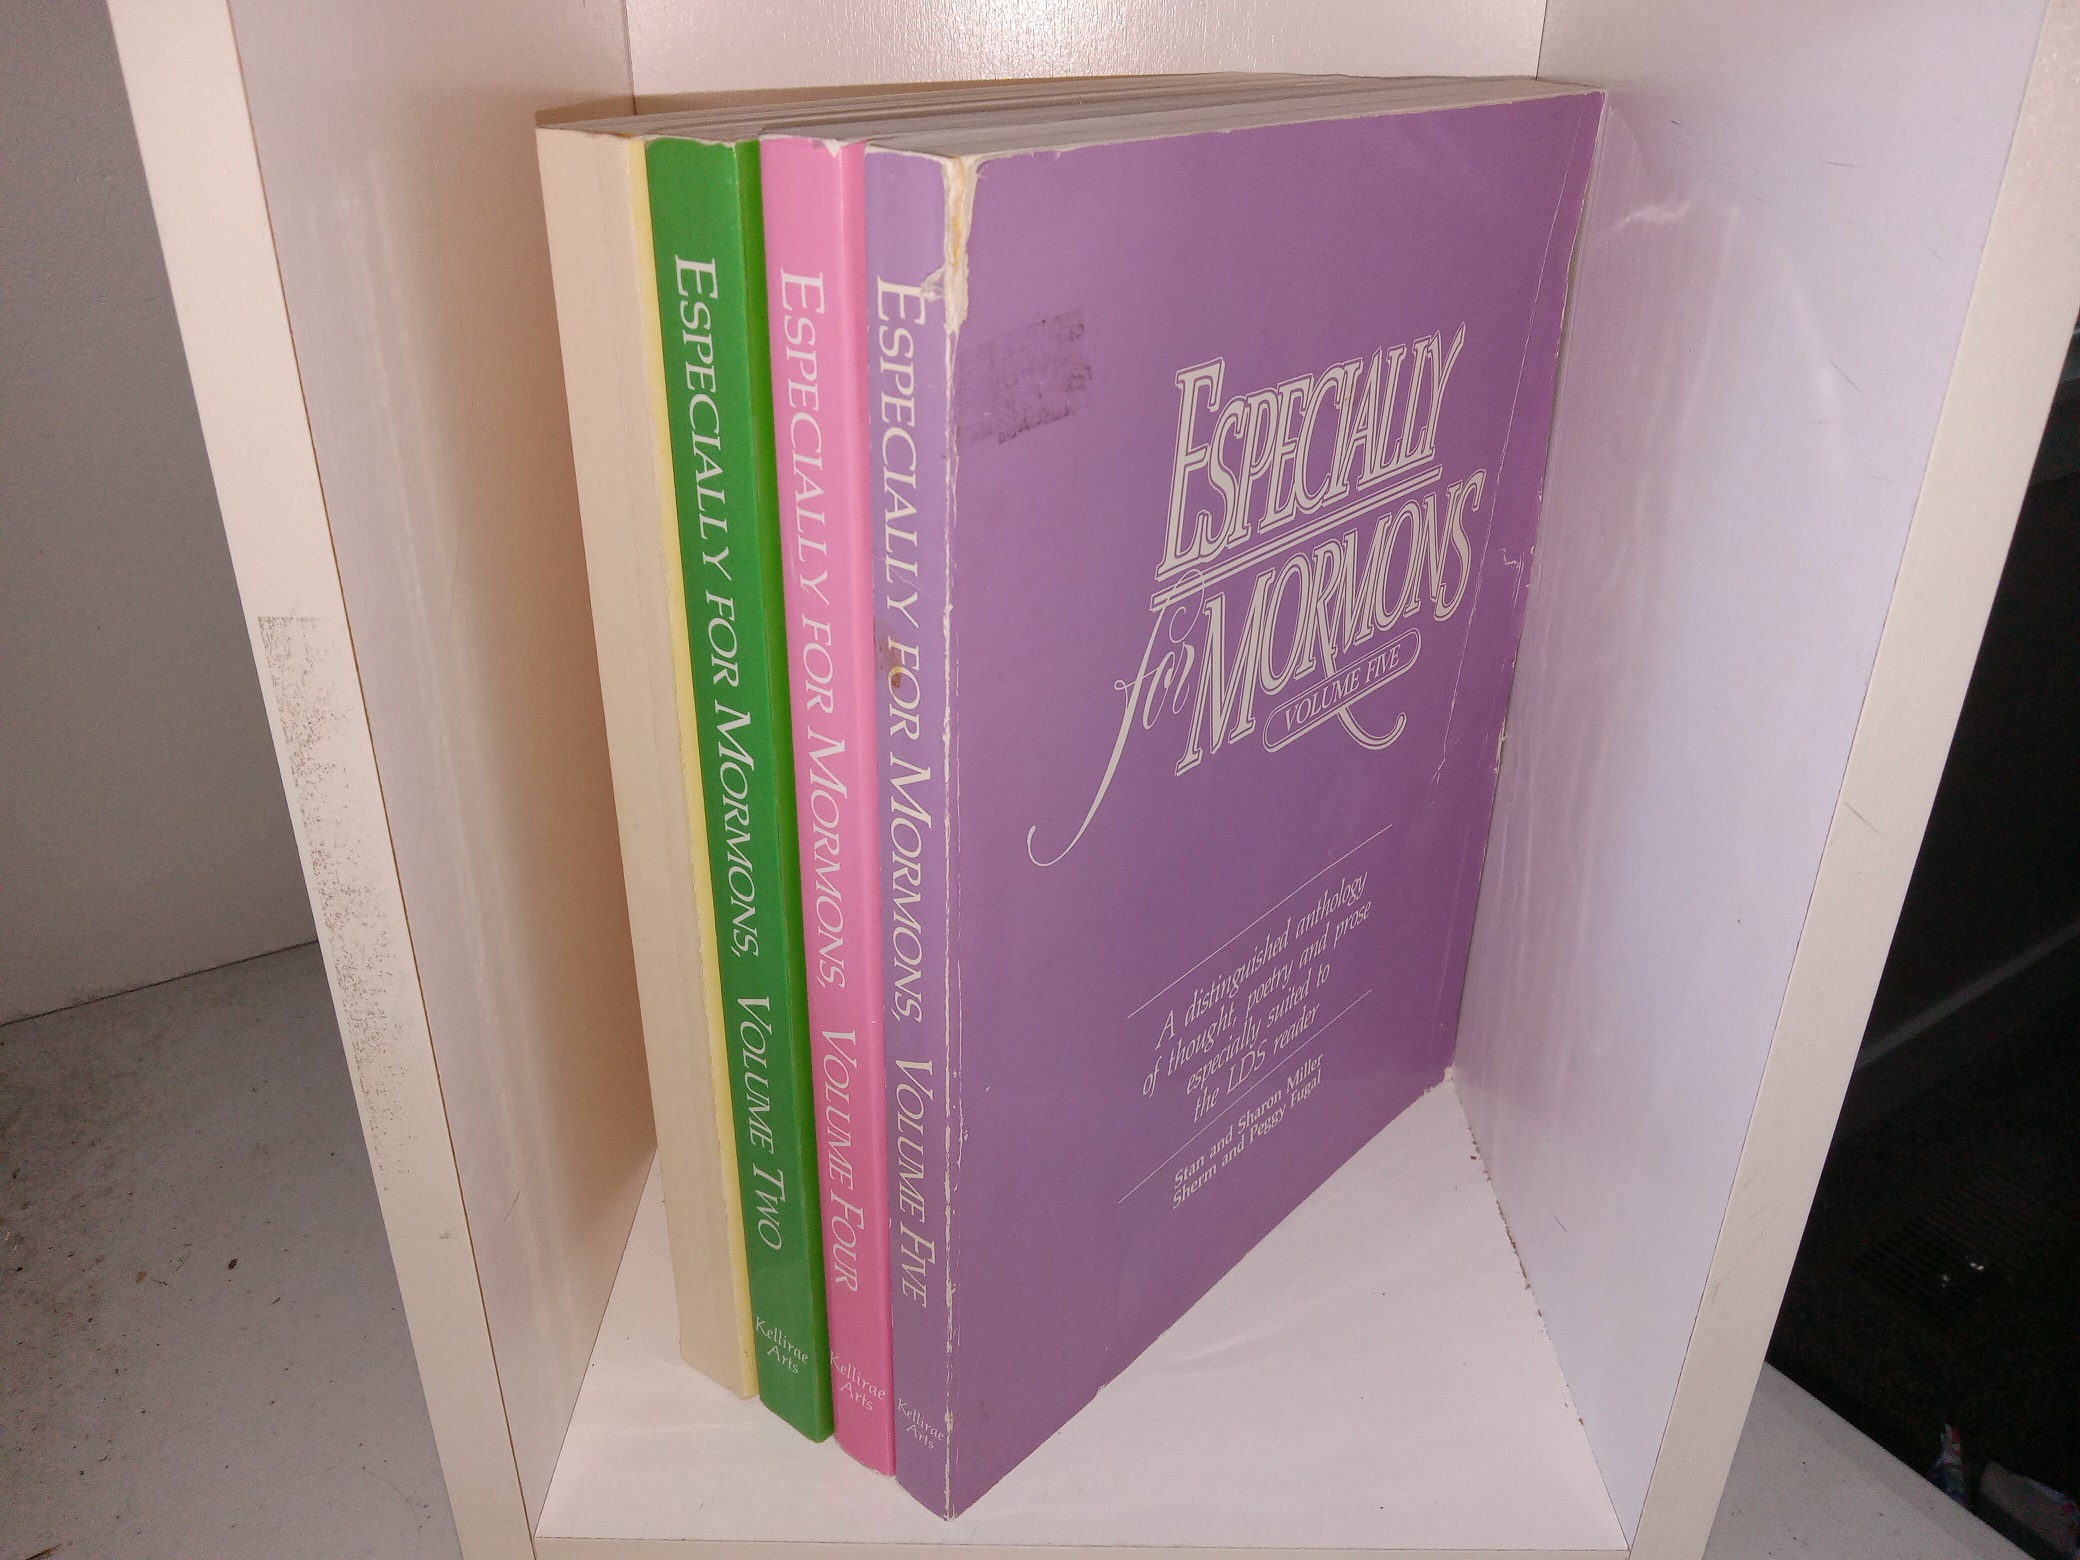 ESPECIALLY FOR MORMONS, VOLUME TWO
Kellirae
Arts
ESPECIALLY FOR MORMONS, VOLUME FOUR
Kellirae
Arts
ESPECIALLY FOR MORMONS, VOLUME FIVE
Kellirae
Arts
ESPECIALLY
for MORMONS
VOLUME FIVE
A distinguished anthology
of thought, poetry and prose
especially suited to
the LDS reader
Stan and Sharon Miller
Sherm and Peggy Fugal